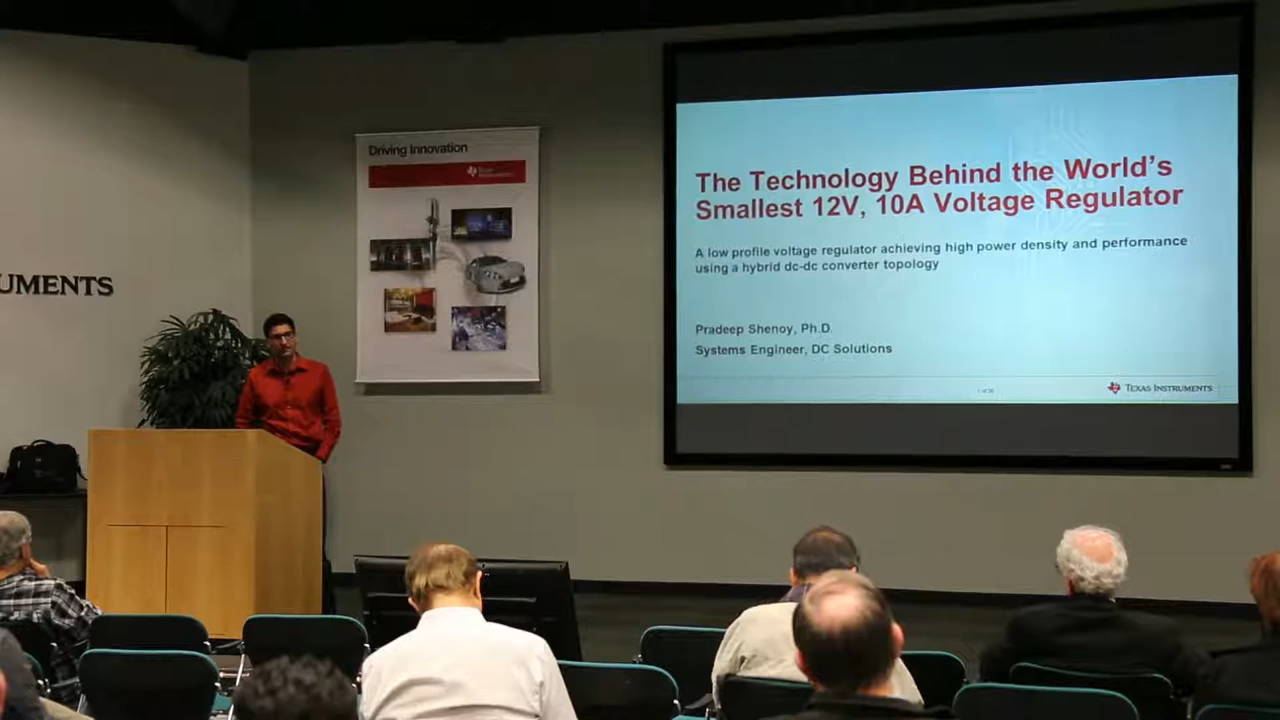 UMENTS
Driving Innovation
Texas Instruments
The Technology Behind the World's
Smallest 12V, 10A Voltage Regulator
A low profile voltage regulator achieving high power density and performance
using a hybrid dc-dc converter topology
Pradeep Shenoy, Ph.D.
Systems Engineer, DC Solutions
TEXAS INSTRUMENTS